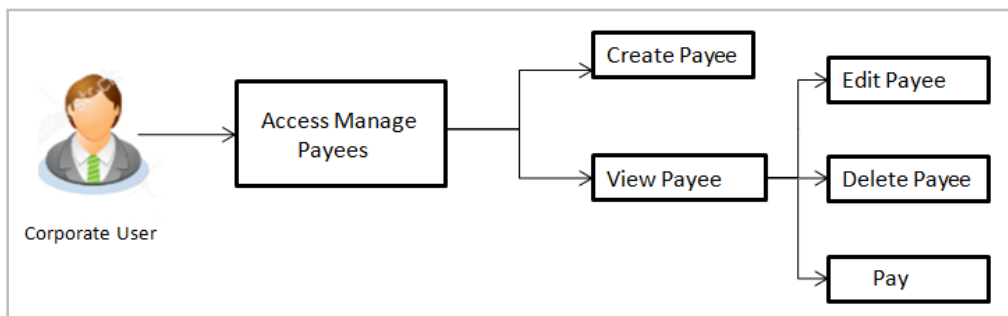 Corporate User
Access Manage
Payees
Create Payee
View Payee
Edit Payee
Delete Payee
Pay